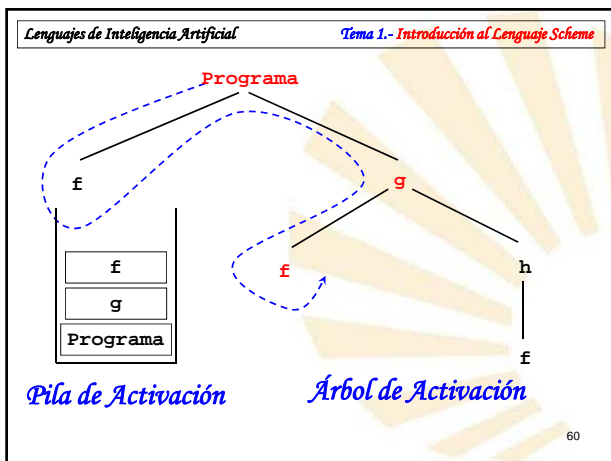 Lenguajes de Inteligencia Artificial
Tema 1.- Introducción al Lenguaje Scheme
Programa
f
g
f
h
f
g
Programa
f
Pila de Activación
Árbol de Activación
60